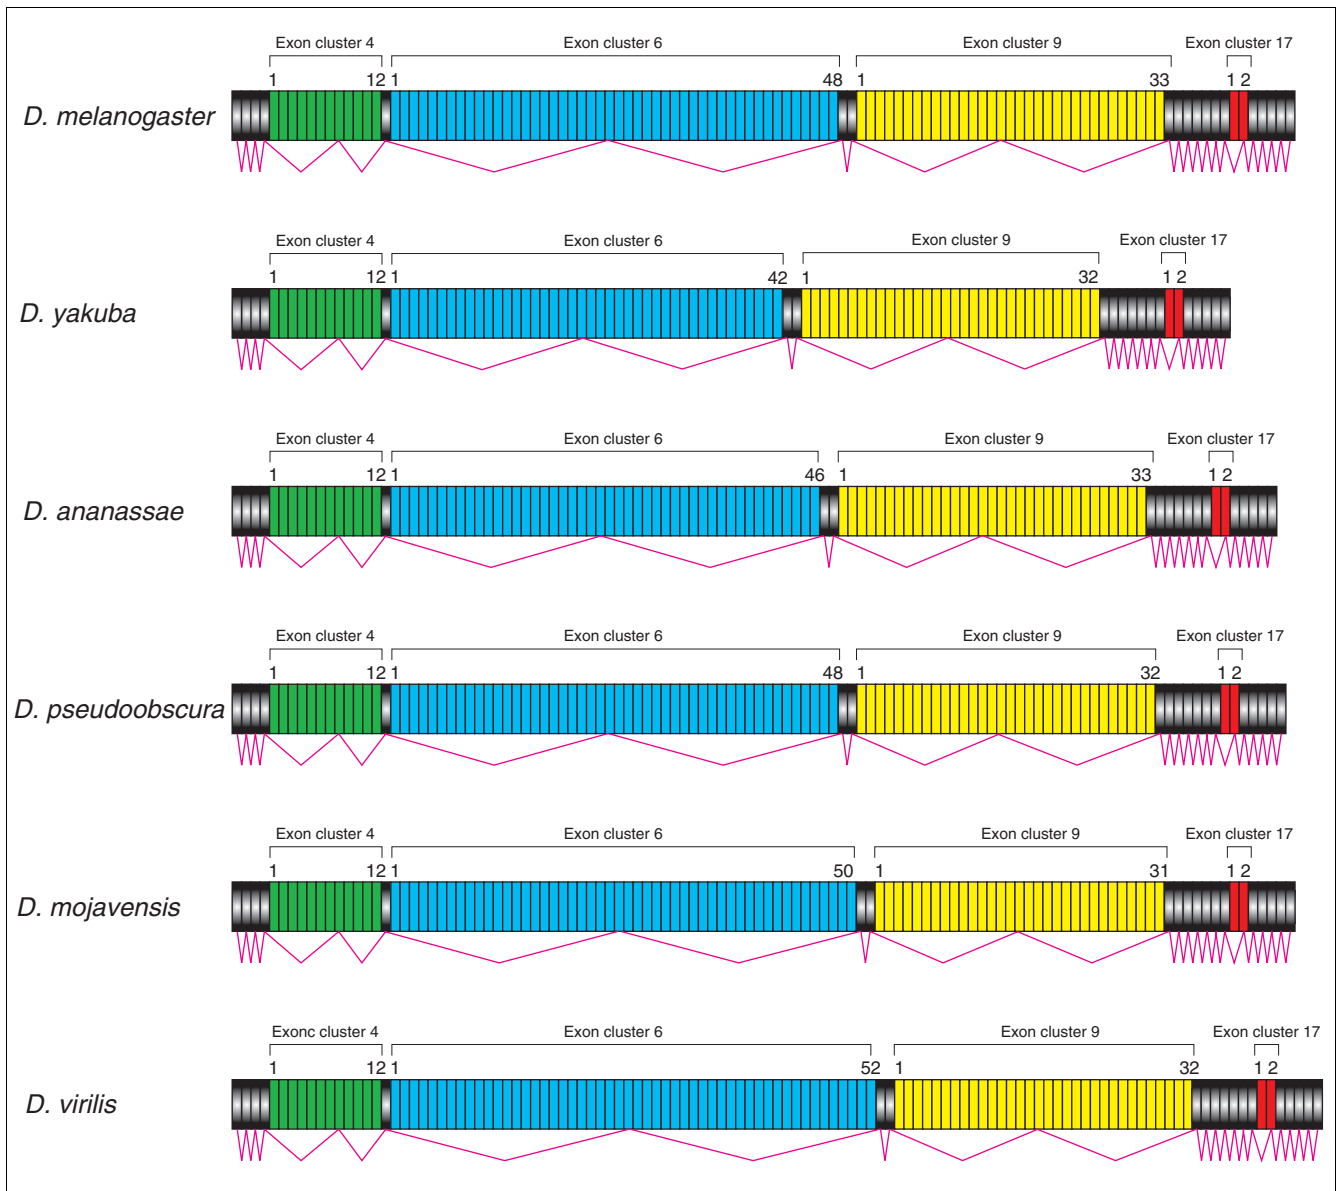 Exon cluster 4 Exon cluster 6 Exon cluster 9 Exon cluster 17
1 12 1 48 1 33 1 2
D. melanogaster
Exon cluster 4 Exon cluster 6 Exon cluster 9 Exon cluster 17
1 12 1 42 1 32 1 2
D. yakuba
Exon cluster 4 Exon cluster 6 Exon cluster 9 Exon cluster 17
1 12 1 46 1 33 1 2
D. ananassae
Exon cluster 4 Exon cluster 6 Exon cluster 9 Exon cluster 17
1 12 1 48 1 32 1 2
D. pseudoobscura
Exon cluster 4 Exon cluster 6 Exon cluster 9 Exon cluster 17
1 12 1 50 1 31 1 2
D. mojavensis
Exonc cluster 4 Exon cluster 6 Exon cluster 9 Exon cluster 17
1 12 1 52 1 32 1 2
D. virilis